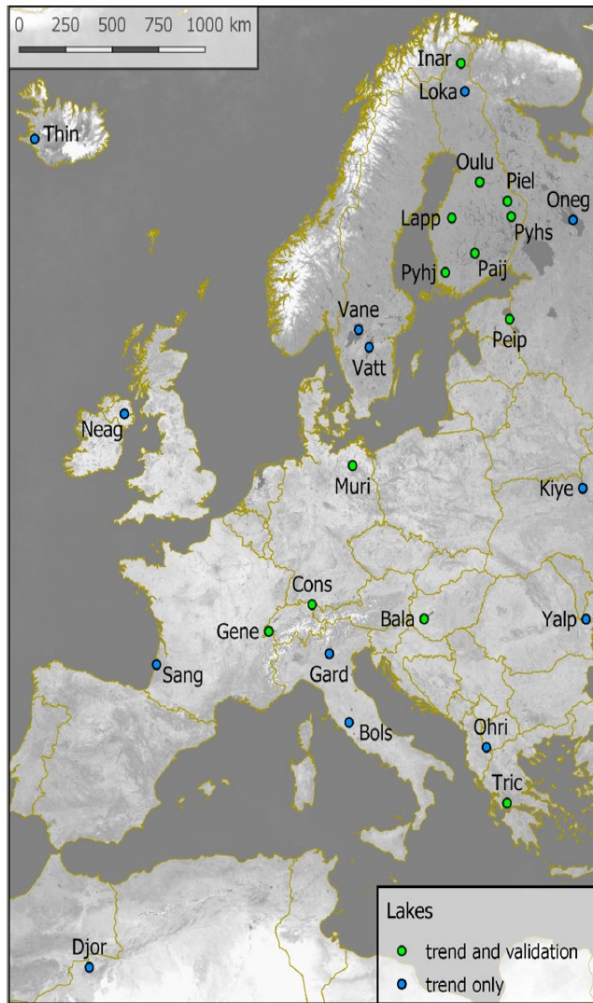 0 250 500 750 1000 km
Inar
Loka
Thin
Oulu
Piel
Oneg
Lapp
Pyhs
Paij
Pyhj
Vane
Peip
Vatt
Neag
Muri
Kiye
Cons
Gene
Bala
Yalp
Sang
Gard
Bols
Ohri
Tric
Djor
Lakes
trend and validation
trend only